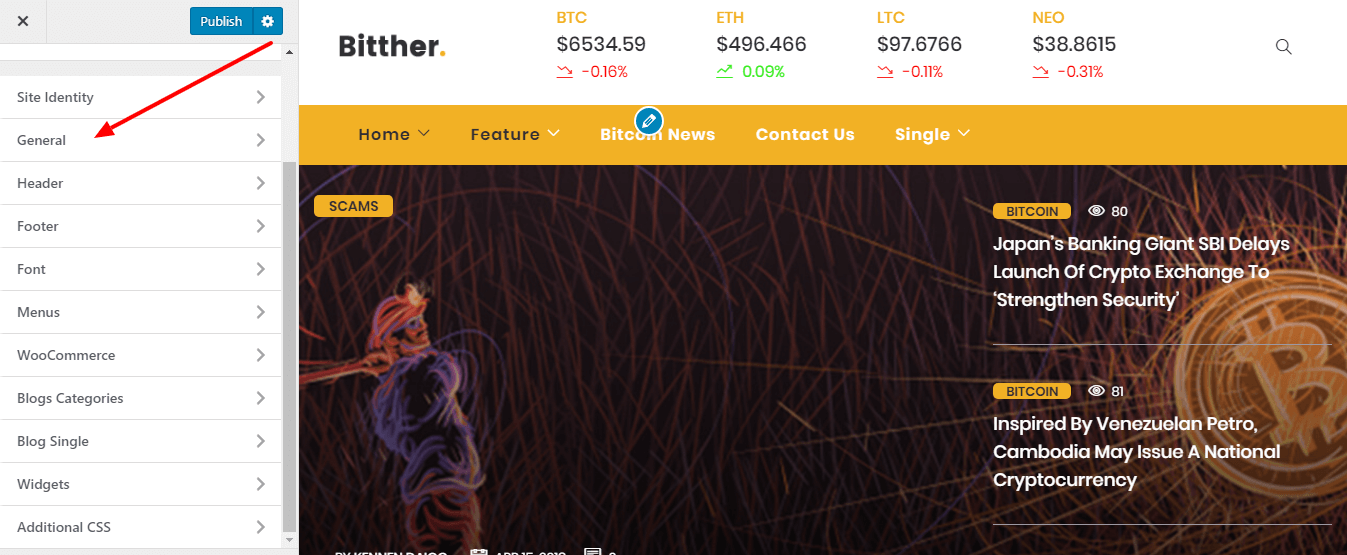 Publish
Site Identity
General
Header
Footer
Font
Menus
WooCommerce
Blogs Categories
Blog Single
Widgets
Additional CSS
Bitther.
BTC
$6534.59
-0.16%
ETH
$496.466
0.09%
LTC
$97.6766
-0.11%
NEO
$38.8615
-0.31%
Home
Feature
Bitcoin News
Contact Us
Single
SCAMS
BITCOIN 80
Japan's Banking Giant SBI Delays
Launch Of Crypto Exchange To
‘Strengthen Security’
BITCOIN 81
Inspired By Venezuelan Petro,
Cambodia May Issue A National
Cryptocurrency